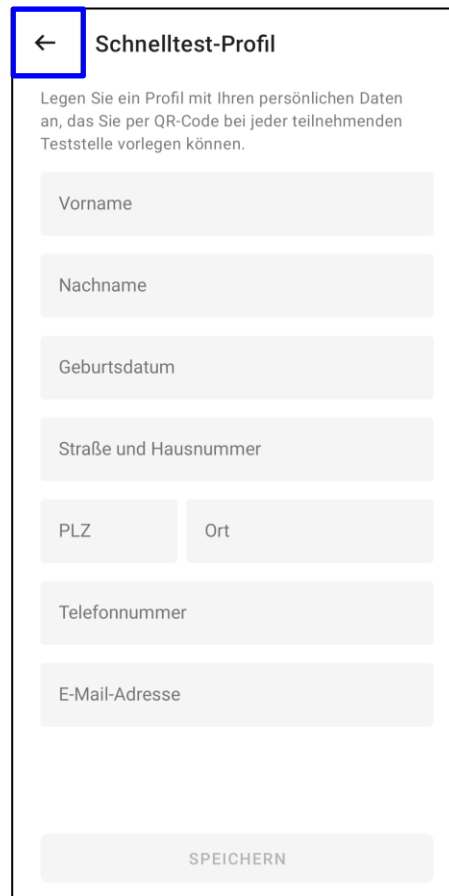 Schnelltest-Profil
Legen Sie ein Profil mit Ihren persönlichen Daten
an, das Sie per QR-Code bei jeder teilnehmenden
Teststelle vorlegen können.
Vorname
Nachname
Geburtsdatum
Straße und Hausnummer
PLZ Ort
Telefonnummer
E-Mail-Adresse
SPEICHERN